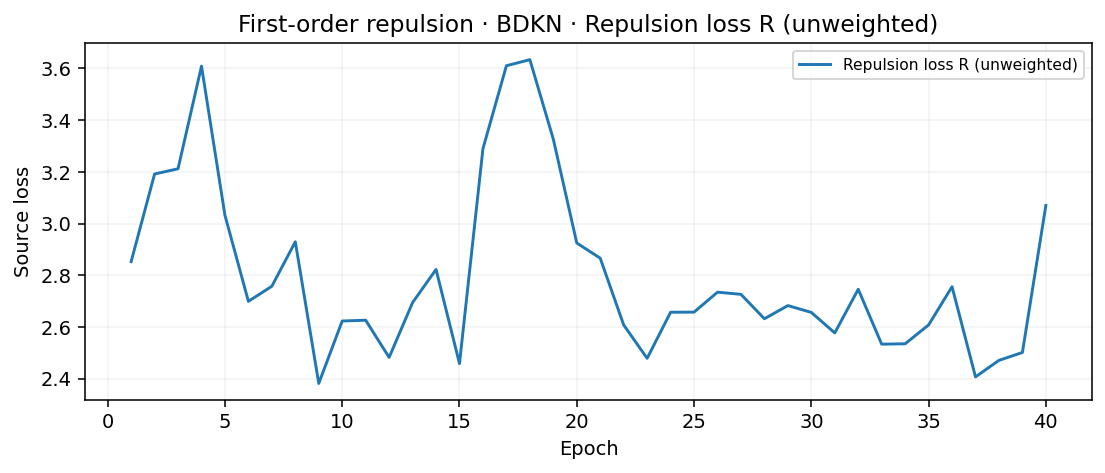 First-order repulsion · BDKN · Repulsion loss R (unweighted)
Repulsion loss R (unweighted)
Source loss
3.6
3.4
3.2
3.0
2.8
2.6
2.4
0 5 10 15 20 25 30 35 40
Epoch